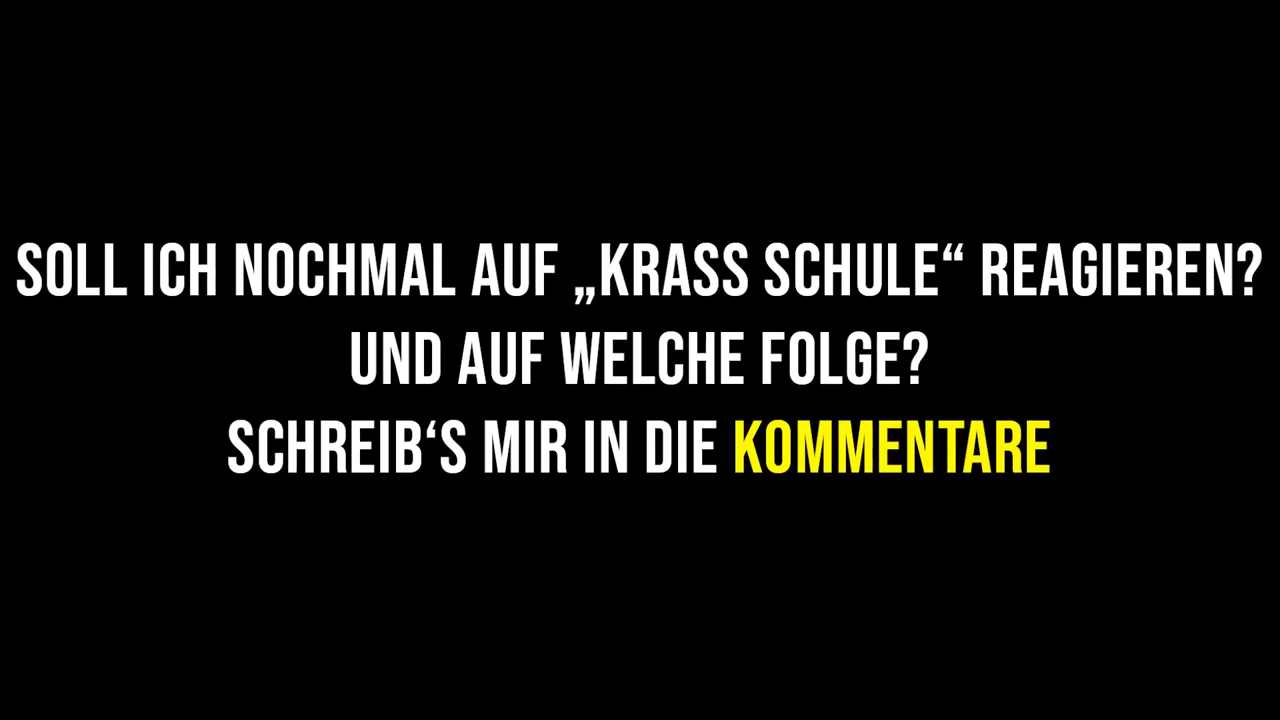 SOLL ICH NOCHMAL AUF „KRASS SCHULE“ REAGIEREN?
UND AUF WELCHE FOLGE?
SCHREIB‘S MIR IN DIE KOMMENTARE